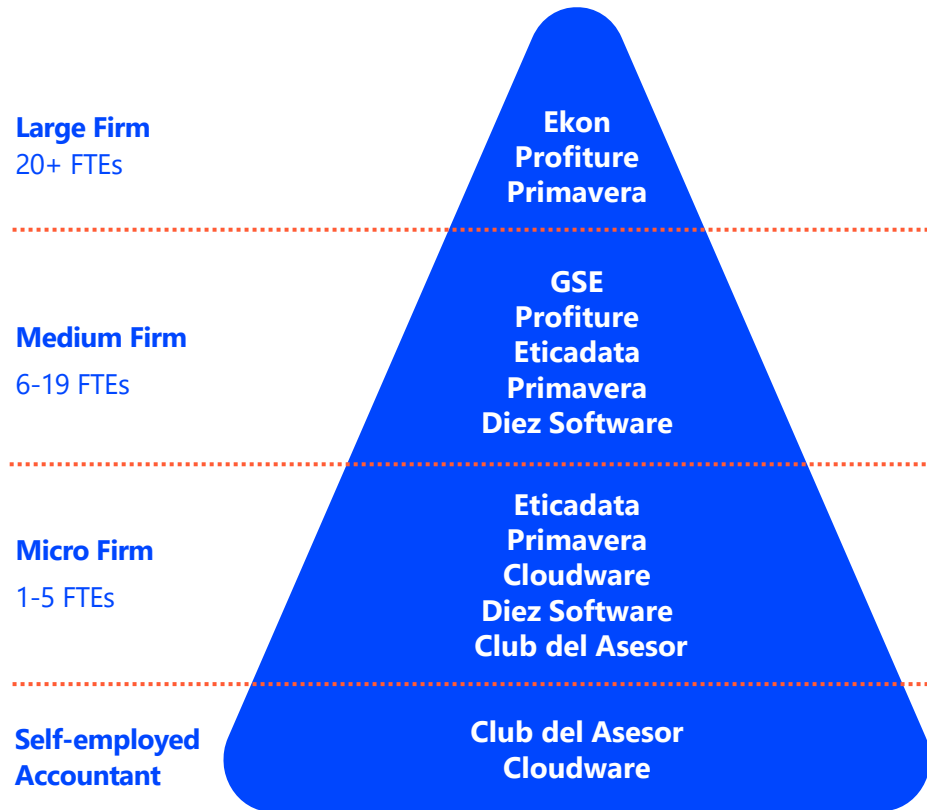 Large Firm
20+ FTEs
Ekon
Profiture
Primavera
Medium Firm
6-19 FTEs
GSE
Profiture
Eticadata
Primavera
Diez Software
Micro Firm
1-5 FTEs
Eticadata
Primavera
Cloudware
Diez Software
Club del Asesor
Self-employed
Accountant
Club del Asesor
Cloudware